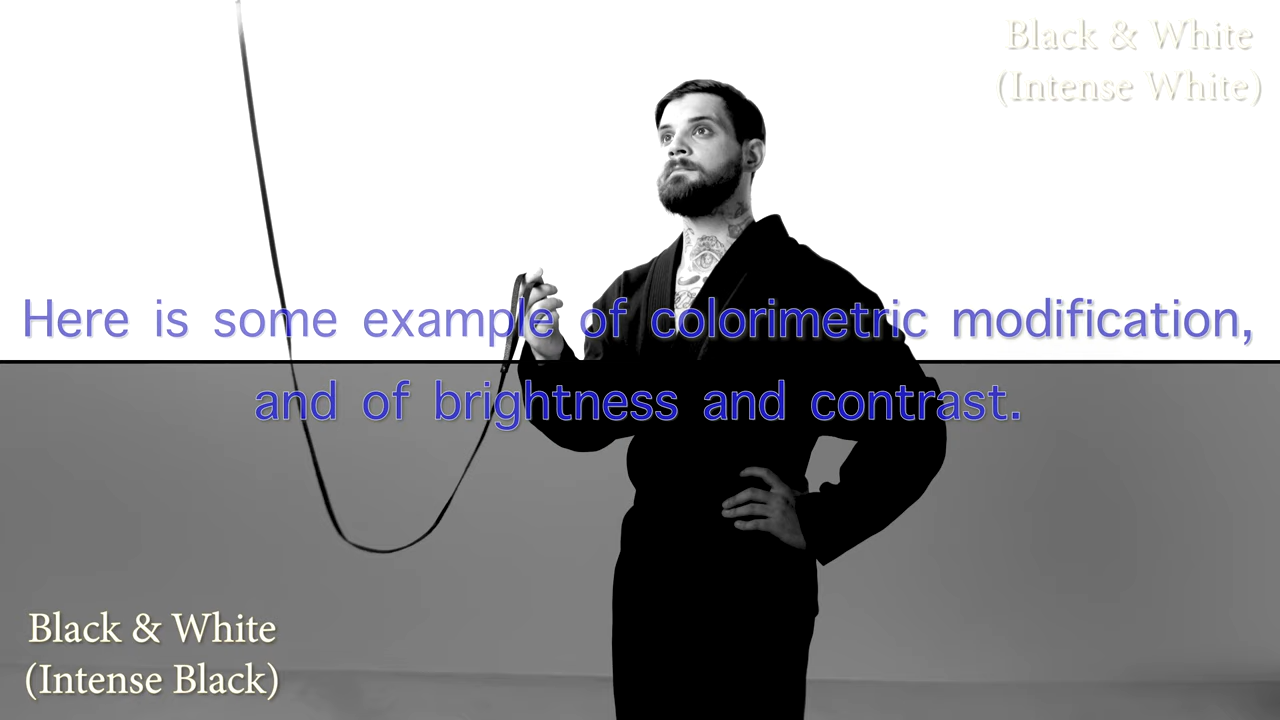 Black & White
(Intense White)
Here is some example of colorimetric modification,
and of brightness and contrast.
Black & White
(Intense Black)